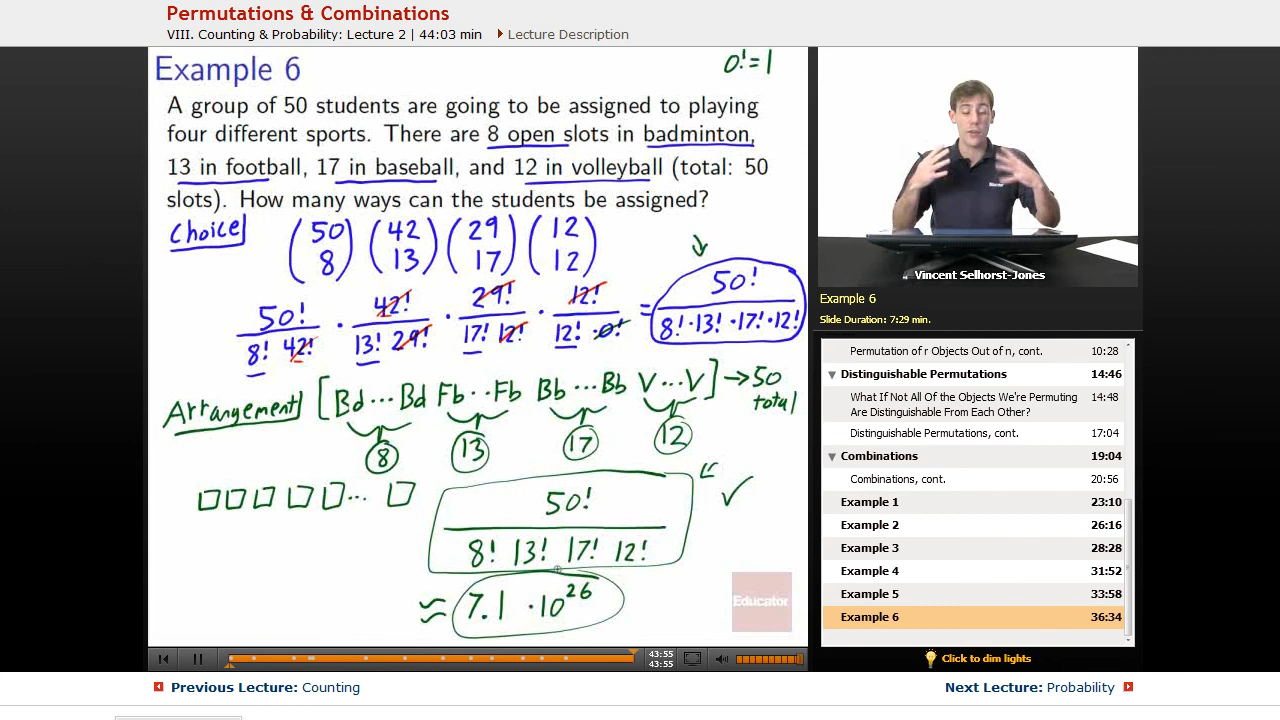 Permutations & Combinations
VIII. Counting & Probability: Lecture 2 | 44:03 min
Lecture Description
Example 6
0! = 1
A group of 50 students are going to be assigned to playing
four different sports. There are 8 open slots in badminton,
13 in football, 17 in baseball, and 12 in volleyball (total: 50
slots). How many ways can the students be assigned?
Choice
(50 8) (42 13) (29 17) (12 12)
50! / 8! 42! · 42! / 13! 29! · 29! / 17! 12! · 12! / 12! · 0! = 50! / 8! · 13! · 17! · 12!
Arrangement [Bd ... Bd Fb .. Fb Bb ... Bb V ... V] → 50 total
8 13 17 12
50!
8! 13! 17! 12!
≈ 7.1 · 10^26
Educator
43:55
43:55
Vincent Selhorst-Jones
Example 6
Slide Duration: 7:29 min.
Permutation of r Objects Out of n, cont. 10:28
Distinguishable Permutations 14:46
What If Not All of the Objects We're Permuting 14:48
Are Distinguishable From Each Other?
Distinguishable Permutations, cont. 17:04
Combinations 19:04
Combinations, cont. 20:56
Example 1 23:10
Example 2 26:16
Example 3 28:28
Example 4 31:52
Example 5 33:58
Example 6 36:34
Click to dim lights
Previous Lecture: Counting
Next Lecture: Probability